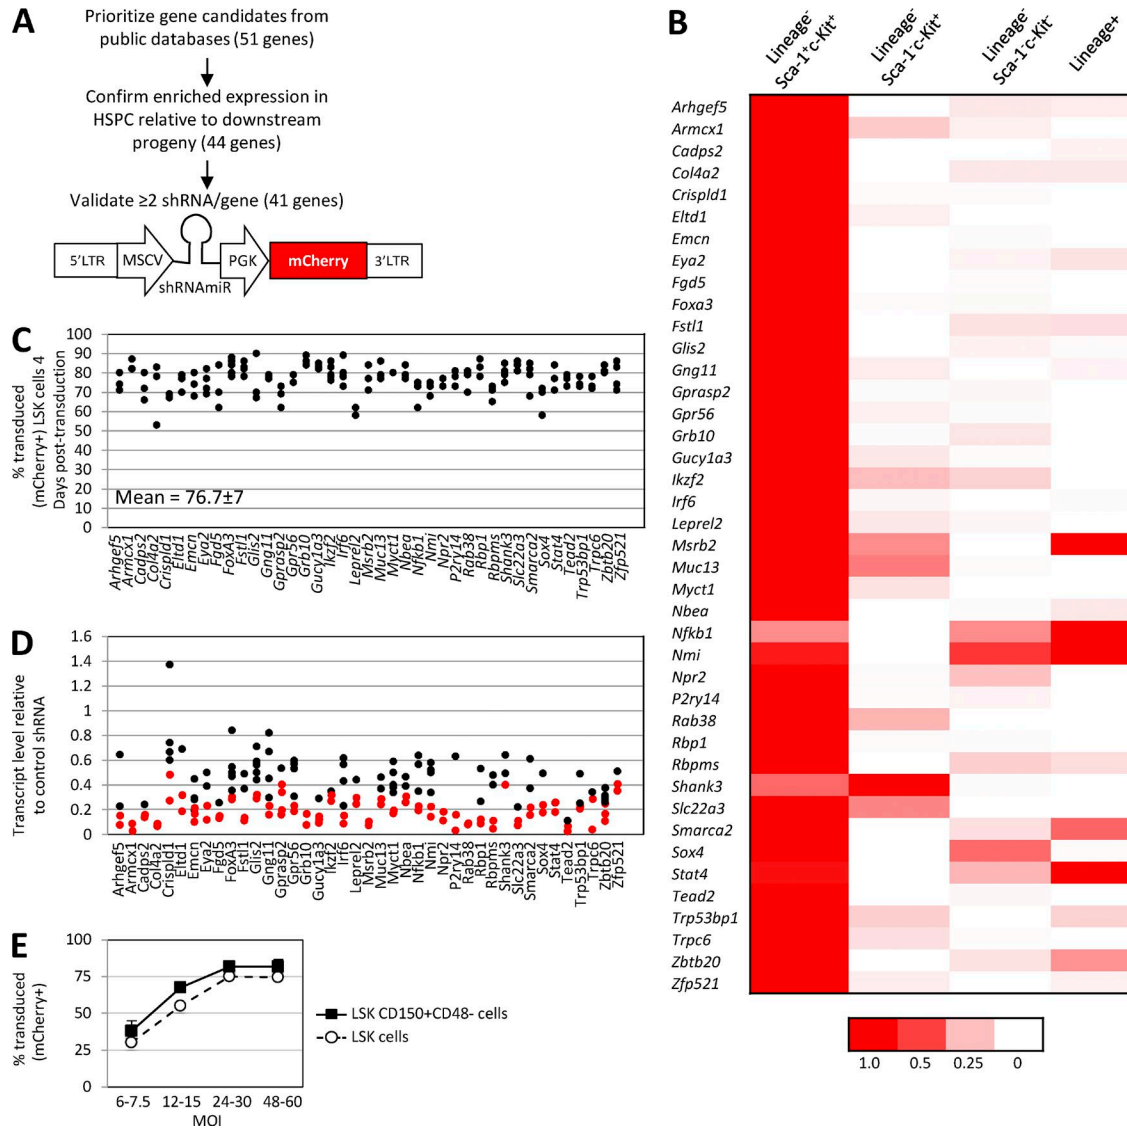 A
Prioritize gene candidates from
public databases (51 genes)
Confirm enriched expression in
HSPC relative to downstream
progeny (44 genes)
Validate ≥2 shRNA/gene (41 genes)
5'LTR MSCV PGK mCherry 3'LTR
shRNAmiR
B
Lineage⁻
Sca-1⁺c-Kit⁺
Lineage⁻
Sca-1⁻c-Kit⁺
Lineage⁻
Sca-1⁻c-Kit⁻
Lineage+
Arhgef5
Armcx1
Cadps2
Col4a2
Crispld1
Eltd1
Emcn
Eya2
Fgd5
Foxa3
Fstl1
Glis2
Gng11
Gprasp2
Gpr56
Grb10
Gucy1a3
Ikzf2
Irf6
Leprel2
Msrb2
Muc13
Myct1
Nbea
Nfkb1
Nmi
Npr2
P2ry14
Rab38
Rbp1
Rbpms
Shank3
Slc22a3
Smarca2
Sox4
Stat4
Tead2
Trp53bp1
Trpc6
Zbtb20
Zfp521
1.0 0.5 0.25 0
C
% transduced
(mCherry+) LSK cells 4
Days post-transduction
100
90
80
70
60
50
40
30
20
10
0
Mean = 76.7±7
Arhgef5
Armcx1
Cadps2
Col4a2
Crispld1
Eltd1
Emcn
Eya2
Fgd5
FoxA3
Fstl1
Glis2
Gng11
Gprasp2
Gpr56
Grp10
Gucy1a3
Ikzf2
Irf6
Leprel2
Msrb2
Muc13
Myct1
Nbea
Nfkb1
Nmi
Npr2
P2ry14
Rab38
Rbp1
Rbpms
Shank3
Slc22a3
Smarca2
Sox4
Stat4
Tead2
Trp53bp1
Trpc6
Zbtb20
Zfp521
D
Transcript level relative
to control shRNA
1.6
1.4
1.2
1
0.8
0.6
0.4
0.2
0
Arhgef5
Armcx1
Cadps2
Col4a2
Crispld1
Eltd1
Emcn
Eya2
Fgd5
FoxA3
Fstl1
Glis2
Gng11
Gprasp2
Gpr56
Grb10
Gucy1a3
Ikzf2
Irf6
Leprel2
Msrb2
Muc13
Myct1
Nbea
Nfkb1
Nmi
Npr2
P2ry14
Rab38
Rbp1
Rbpms
Shank3
Slc22a3
Smarca2
Sox4
Stat4
Tead2
Trp53bp1
Trpc6
Zbtb20
Zfp521
E
% transduced
(mCherry+)
100
75
50
25
0
6-7.5 12-15 24-30 48-60
MOI
LSK CD150+CD48- cells
LSK cells